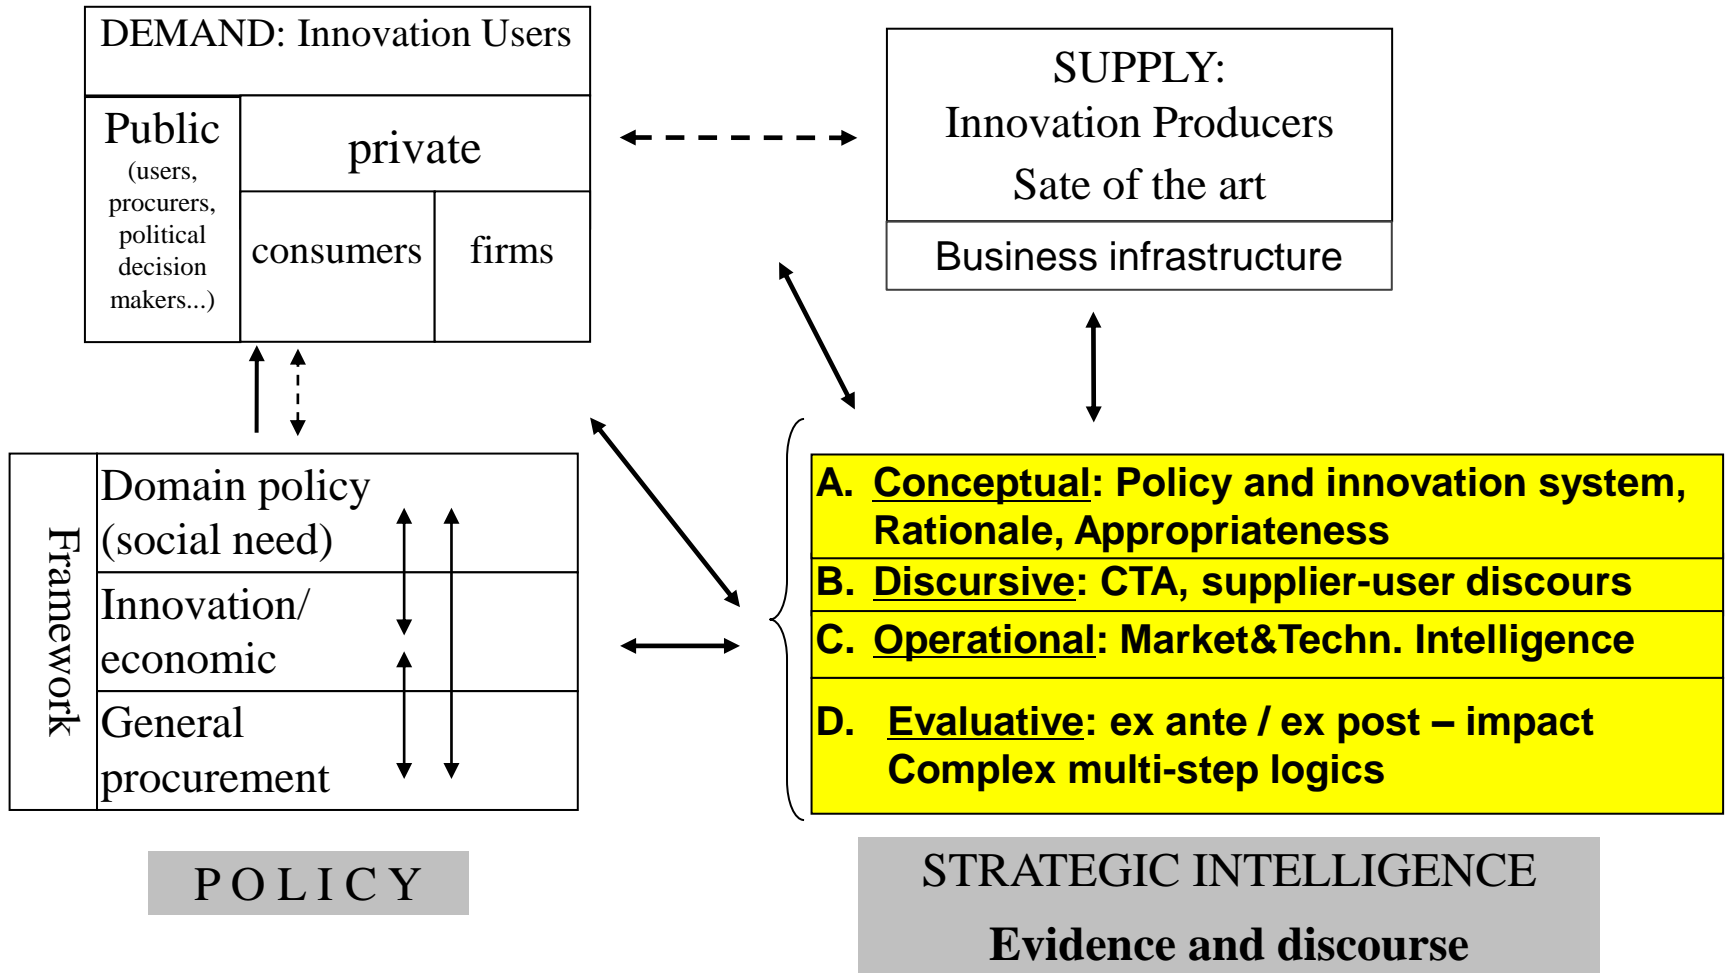 DEMAND: Innovation Users
Public
(users,
procurers,
political
decision
makers...)
private
consumers
firms
SUPPLY:
Innovation Producers
Sate of the art
Business infrastructure
Framework
Domain policy
(social need)
Innovation/
economic
General
procurement
A. Conceptual: Policy and innovation system,
Rationale, Appropriateness
B. Discursive: CTA, supplier-user discours
C. Operational: Market&Techn. Intelligence
D. Evaluative: ex ante / ex post – impact
Complex multi-step logics
P O L I C Y
STRATEGIC INTELLIGENCE
Evidence and discourse